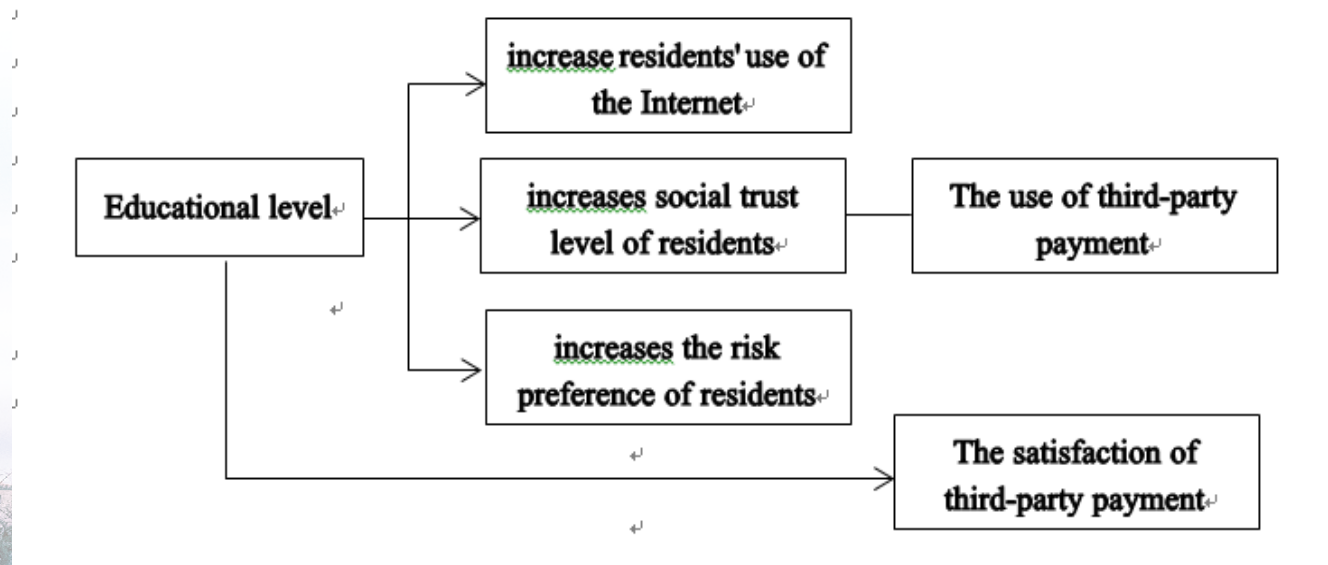 increase residents' use of
the Internet
Educational level
increases social trust
level of residents
The use of third-party
payment
increases the risk
preference of residents
The satisfaction of
third-party payment